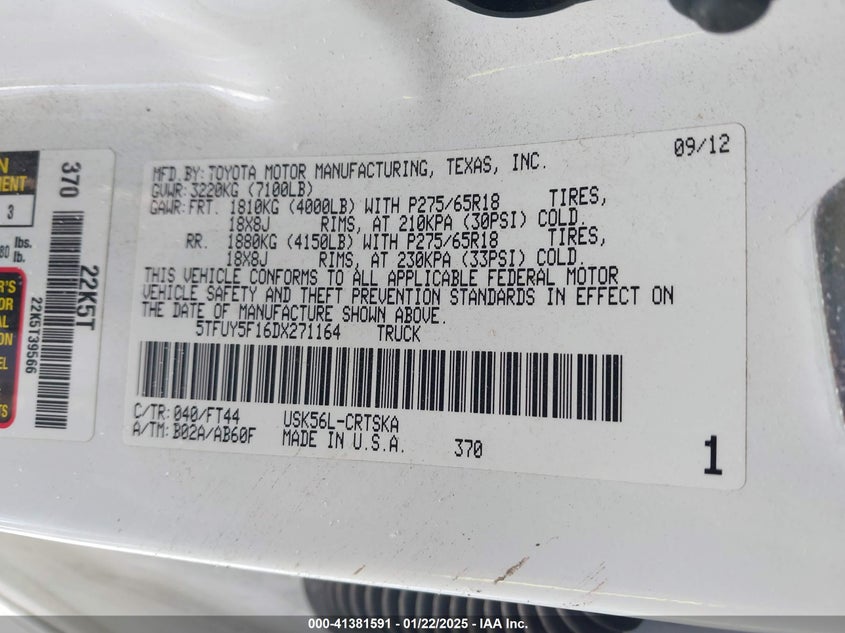 MFD.BY:TOYOTA MOTOR MANUFACTURING, TEXAS, INC. 09/12
GVWR:3220KG (7100LB)
GAWR:FRT. 1810KG (4000LB) WITH P275/65R18 TIRES,
18X8J RIMS, AT 210KPA (30PSI) COLD.
RR. 1880KG (4150LB) WITH P275/65R18 TIRES,
18X8J RIMS, AT 230KPA (33PSI) COLD.
THIS VEHICLE CONFORMS TO ALL APPLICABLE FEDERAL MOTOR
VEHICLE SAFETY AND THEFT PREVENTION STANDARDS IN EFFECT ON
THE DATE OF MANUFACTURE SHOWN ABOVE.
5TFUY5F16DX271164 TRUCK
C/TR:040/FT44 USK56L-CRTSKA
A/TM:B02A/AB60F MADE IN U.S.A. 370 1
370
22K5T
22K5T39566
3
80 lbs.
lb.
000-41381591 - 01/22/2025 - IAA Inc.